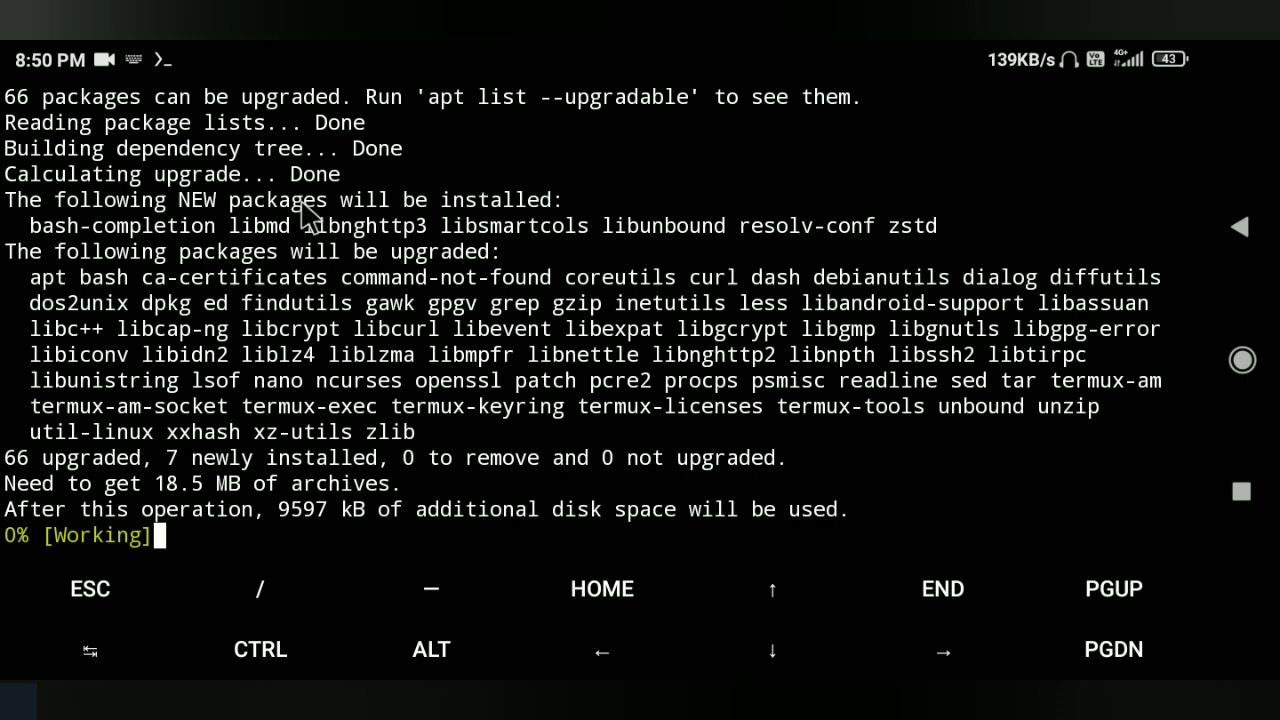 8:50 PM 139KB/s Vo LTE 4G+ 43
66 packages can be upgraded. Run 'apt list --upgradable' to see them.
Reading package lists... Done
Building dependency tree... Done
Calculating upgrade... Done
The following NEW packages will be installed:
bash-completion libmd libnghttp3 libsmartcols libunbound resolv-conf zstd
The following packages will be upgraded:
apt bash ca-certificates command-not-found coreutils curl dash debianutils dialog diffutils
dos2unix dpkg ed findutils gawk gpgv grep gzip inetutils less libandroid-support libassuan
libc++ libcap-ng libcrypt libcurl libevent libexpat libgcrypt libgmp libgnutls libgpg-error
libiconv libidn2 liblz4 liblzma libmpfr libnettle libnghttp2 libnpth libssh2 libtirpc
libunistring lsof nano ncurses openssl patch pcre2 procps psmisc readline sed tar termux-am
termux-am-socket termux-exec termux-keyring termux-licenses termux-tools unbound unzip
util-linux xxhash xz-utils zlib
66 upgraded, 7 newly installed, 0 to remove and 0 not upgraded.
Need to get 18.5 MB of archives.
After this operation, 9597 kB of additional disk space will be used.
0% [Working]
ESC / — HOME ↑ END PGUP
↹ CTRL ALT ← ↓ → PGDN